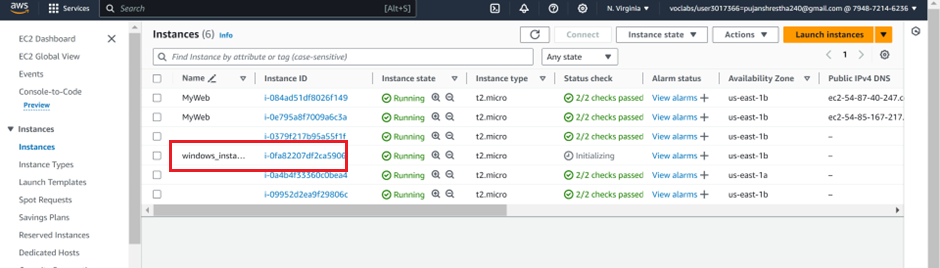 aws
Services
Search
[Alt+S]
N. Virginia
voclabs/user3017366=pujanshrestha240@gmail.com @ 7948-7214-6236
EC2 Dashboard
EC2 Global View
Events
Console-to-Code
Preview
Instances
Instances
Instance Types
Launch Templates
Spot Requests
Savings Plans
Reserved Instances
Dedicated Hosts
Instances (6) Info
Connect
Instance state
Actions
Launch instances
Find Instance by attribute or tag (case-sensitive)
Any state
1
Name Instance ID Instance state Instance type Status check Alarm status Availability Zone Public IPv4 DNS
MyWeb i-084ad51df8026f149 Running t2.micro 2/2 checks passed View alarms + us-east-1b ec2-54-87-40-247.c
MyWeb i-0e795a8f7009a6c3a Running t2.micro 2/2 checks passed View alarms + us-east-1b ec2-54-85-167-217.
i-0379f217b95a55f1f Running t2.micro 2/2 checks passed View alarms + us-east-1b –
windows_insta... i-0fa82207df2ca5906 Running t2.micro Initializing View alarms + us-east-1b –
i-0a4b4f33360c0bea4 Running t2.micro 2/2 checks passed View alarms + us-east-1a –
i-09952d2ea9f29806c Running t2.micro 2/2 checks passed View alarms + us-east-1b –